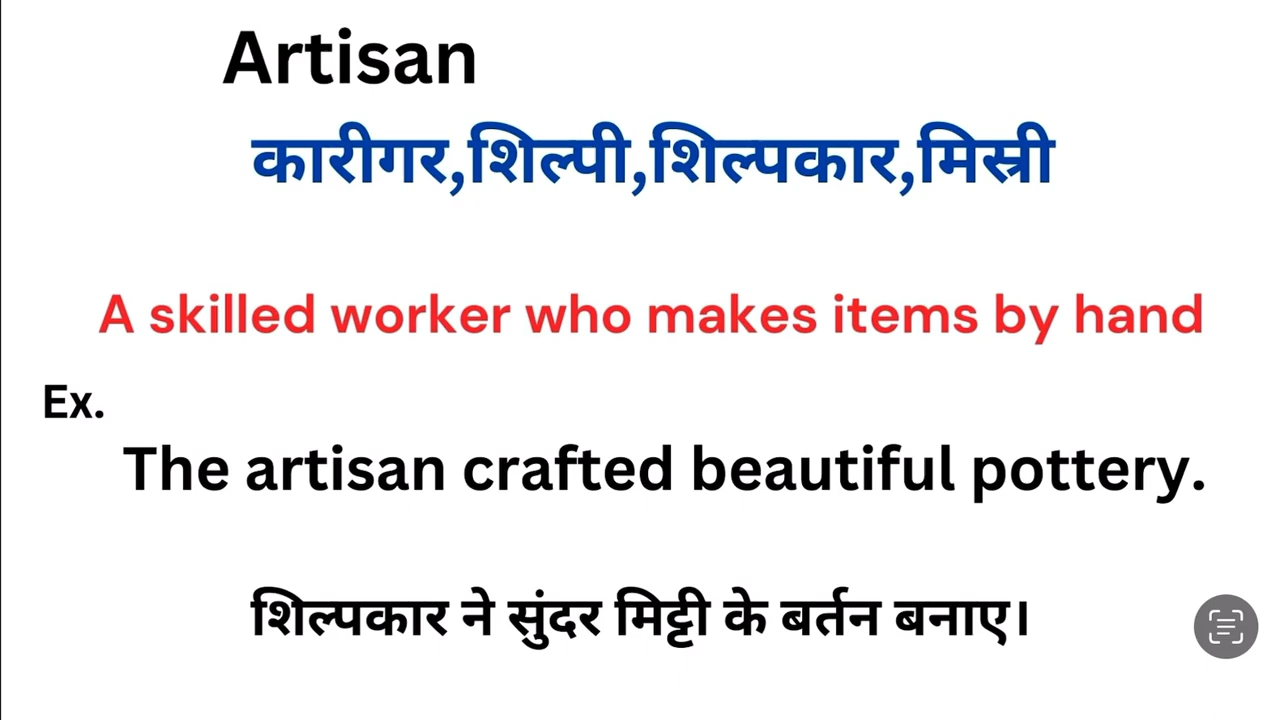 Artisan
कारीगर,शिल्पी,शिल्पकार,मिस्री
A skilled worker who makes items by hand
Ex.
The artisan crafted beautiful pottery.
शिल्पकार ने सुंदर मिट्टी के बर्तन बनाए।